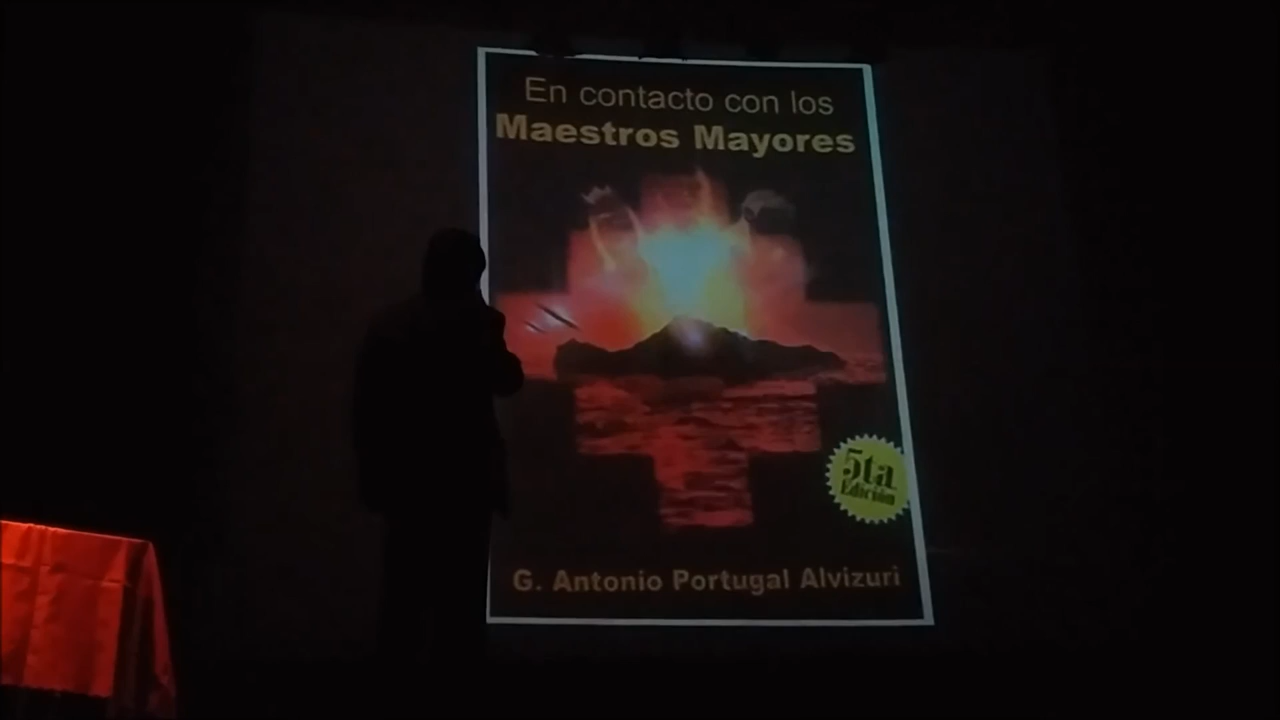 En contacto con los
Maestros Mayores
5ta
Edición
G. Antonio Portugal Alvizuri